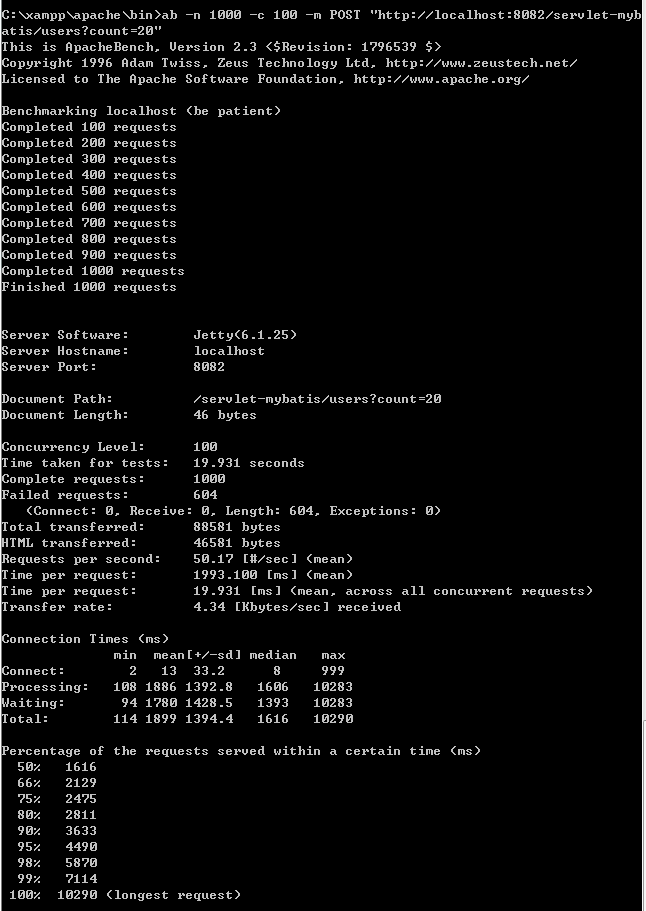 C:\xampp\apache\bin>ab -n 1000 -c 100 -m POST "http://localhost:8082/servlet-myb
atis/users?count=20"
This is ApacheBench, Version 2.3 <$Revision: 1796539 $>
Copyright 1996 Adam Twiss, Zeus Technology Ltd, http://www.zeustech.net/
Licensed to The Apache Software Foundation, http://www.apache.org/

Benchmarking localhost (be patient)
Completed 100 requests
Completed 200 requests
Completed 300 requests
Completed 400 requests
Completed 500 requests
Completed 600 requests
Completed 700 requests
Completed 800 requests
Completed 900 requests
Completed 1000 requests
Finished 1000 requests


Server Software:        Jetty(6.1.25)
Server Hostname:        localhost
Server Port:            8082

Document Path:          /servlet-mybatis/users?count=20
Document Length:        46 bytes

Concurrency Level:      100
Time taken for tests:   19.931 seconds
Complete requests:      1000
Failed requests:        604
   (Connect: 0, Receive: 0, Length: 604, Exceptions: 0)
Total transferred:      88581 bytes
HTML transferred:       46581 bytes
Requests per second:    50.17 [#/sec] (mean)
Time per request:       1993.100 [ms] (mean)
Time per request:       19.931 [ms] (mean, across all concurrent requests)
Transfer rate:          4.34 [Kbytes/sec] received

Connection Times (ms)
              min  mean[+/-sd] median   max
Connect:        2   13  33.2      8     999
Processing:   108 1886 1392.8   1606   10283
Waiting:       94 1780 1428.5   1393   10283
Total:        114 1899 1394.4   1616   10290

Percentage of the requests served within a certain time (ms)
  50%   1616
  66%   2129
  75%   2475
  80%   2811
  90%   3633
  95%   4490
  98%   5870
  99%   7114
 100%  10290 (longest request)